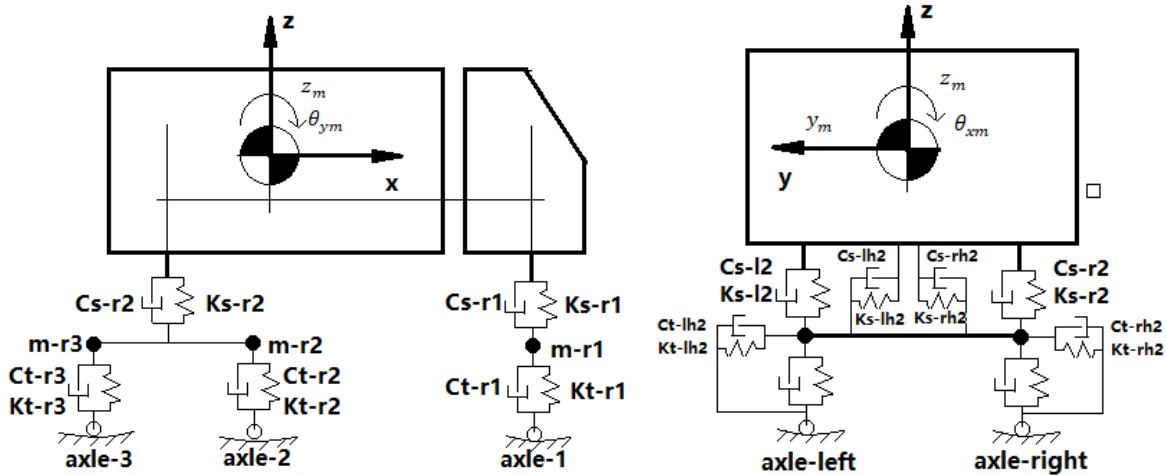 z
z_m
θ_ym
x
Cs-r2
Ks-r2
Cs-r1
Ks-r1
m-r3
m-r2
m-r1
Ct-r3
Kt-r3
Ct-r2
Kt-r2
Ct-r1
Kt-r1
axle-3
axle-2
axle-1
z
z_m
y_m
θ_xm
y
Cs-l2
Ks-l2
Cs-lh2
Cs-rh2
Ks-lh2
Ks-rh2
Cs-r2
Ks-r2
Ct-lh2
Kt-lh2
Ct-rh2
Kt-rh2
axle-left
axle-right